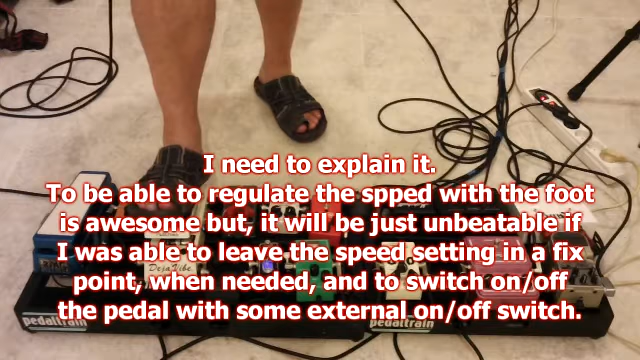 I need to explain it.
To be able to regulate the spped with the foot
is awesome but, it will be just unbeatable if
I was able to leave the speed setting in a fix
point, when needed, and to switch on/off
the pedal with some external on/off switch.
DejaVibe
pedaltrain
pedaltrain